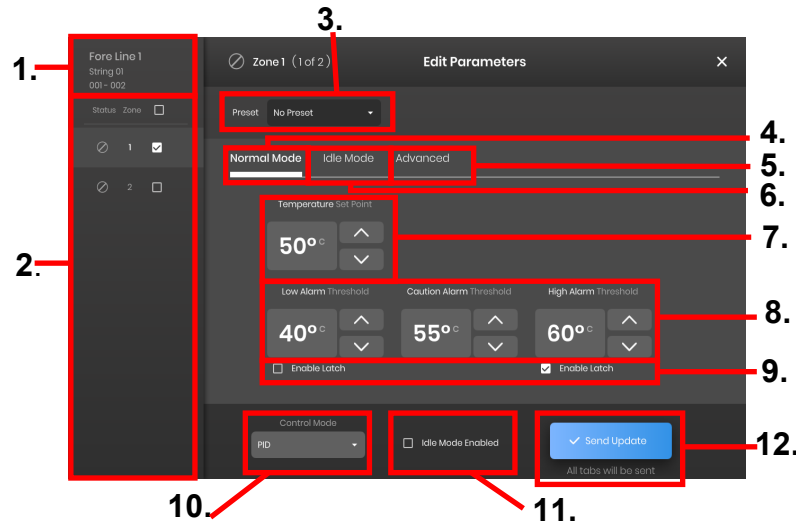 3.
1.
Fore Line 1
String 01
001 - 002
Zone 1 (1 of 2)
Edit Parameters
Status Zone
Preset No Preset
1
2
4.
Normal Mode Idle Mode Advanced
5.
6.
Temperature Set Point
50° C
7.
2.
Low Alarm Threshold Caution Alarm Threshold High Alarm Threshold
40° C 55° C 60° C
8.
Enable Latch Enable Latch
9.
Control Mode
PID
Idle Mode Enabled
Send Update
12.
All tabs will be sent
10.
11.